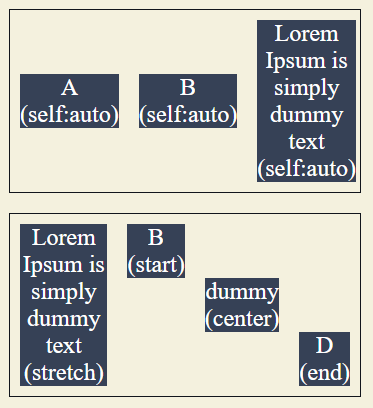 A
(self:auto)
B
(self:auto)
Lorem
Ipsum is
simply
dummy
text
(self:auto)
Lorem
Ipsum is
simply
dummy
text
(stretch)
B
(start)
dummy
(center)
D
(end)